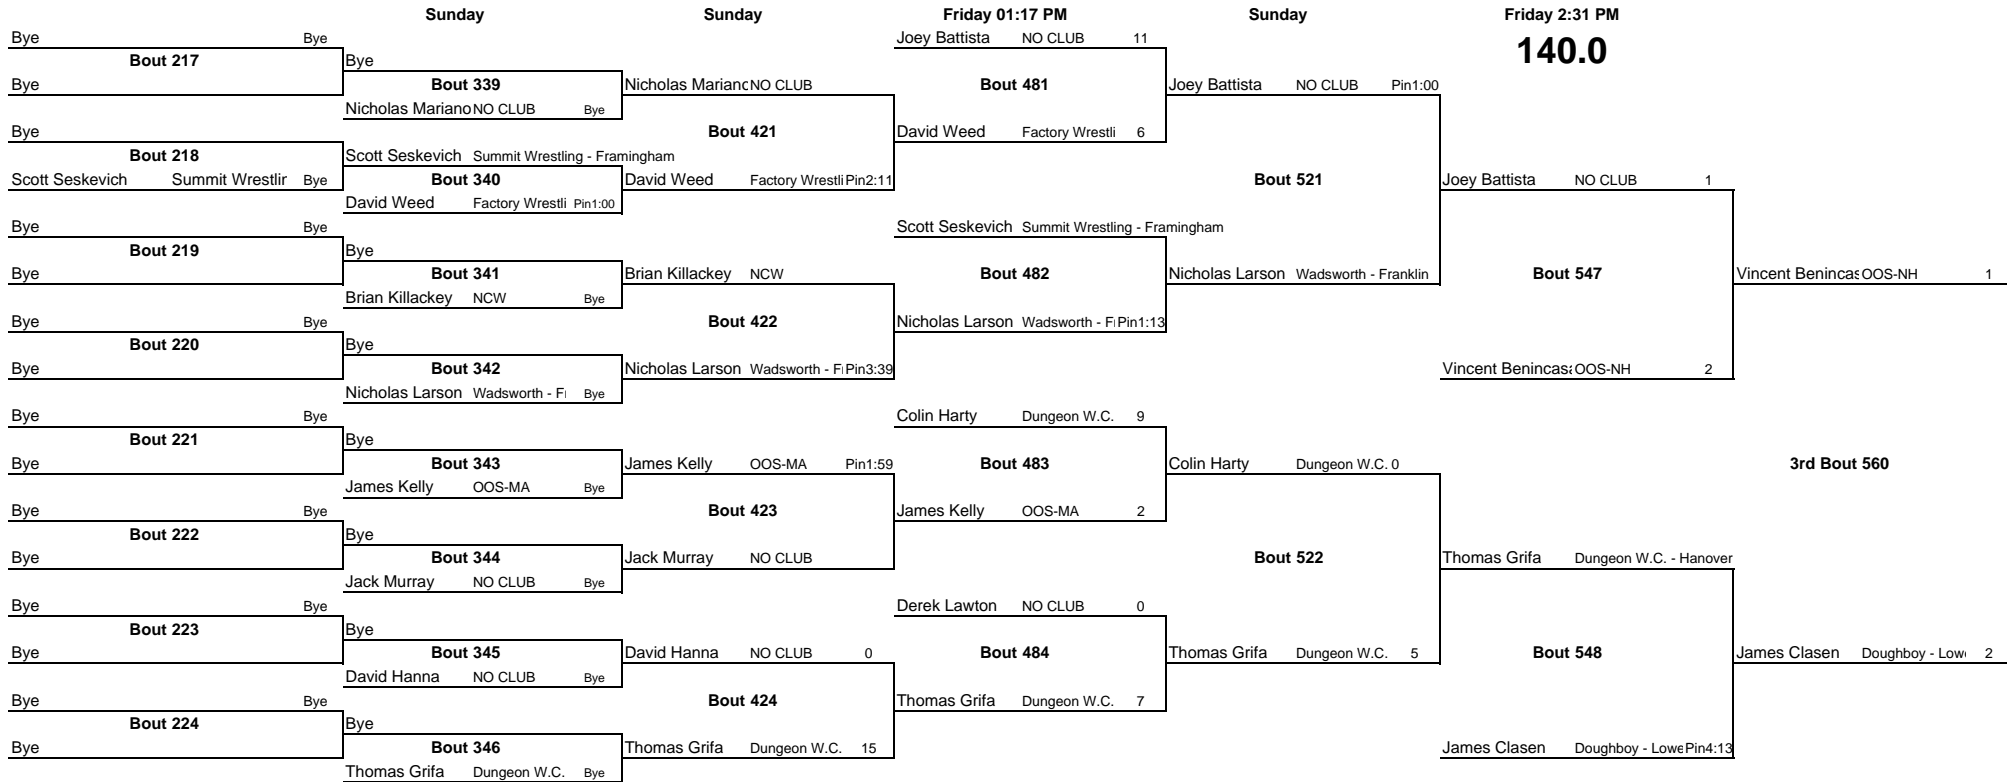 Sunday Sunday Friday 01:17 PM Sunday Friday 2:31 PM
Bye Bye Joey Battista NO CLUB 11
140.0
Bout 217 Bye
Bye Bout 339 Nicholas Mariano NO CLUB Bout 481 Joey Battista NO CLUB Pin1:00
Nicholas Mariano NO CLUB Bye
Bye Bout 421 David Weed Factory Wrestli 6
Bout 218 Scott Seskevich Summit Wrestling - Framingham
Scott Seskevich Summit Wrestlin Bye Bout 340 David Weed Factory Wrestli Pin2:11 Bout 521 Joey Battista NO CLUB 1
David Weed Factory Wrestli Pin1:00
Bye Bye Scott Seskevich Summit Wrestling - Framingham
Bout 219 Bye
Bye Bout 341 Brian Killackey NCW Bout 482 Nicholas Larson Wadsworth - Franklin Bout 547 Vincent Benincas OOS-NH 1
Brian Killackey NCW Bye
Bye Bye Bout 422 Nicholas Larson Wadsworth - F Pin1:13
Bout 220 Bye
Bye Bout 342 Nicholas Larson Wadsworth - F Pin3:39 Vincent Benincasa OOS-NH 2
Nicholas Larson Wadsworth - F Bye
Bye Bye Colin Harty Dungeon W.C. 9
Bout 221 Bye
Bye Bout 343 James Kelly OOS-MA Pin1:59 Bout 483 Colin Harty Dungeon W.C. 0 3rd Bout 560
James Kelly OOS-MA Bye
Bye Bye Bout 423 James Kelly OOS-MA 2
Bout 222 Bye
Bye Bout 344 Jack Murray NO CLUB Bout 522 Thomas Grifa Dungeon W.C. - Hanover
Jack Murray NO CLUB Bye
Bye Bye Derek Lawton NO CLUB 0
Bout 223 Bye
Bye Bout 345 David Hanna NO CLUB 0 Bout 484 Thomas Grifa Dungeon W.C. 5 Bout 548 James Clasen Doughboy - Low 2
David Hanna NO CLUB Bye
Bye Bye Bout 424 Thomas Grifa Dungeon W.C. 7
Bout 224 Bye
Bye Bout 346 Thomas Grifa Dungeon W.C. 15 James Clasen Doughboy - Lowe Pin4:13
Thomas Grifa Dungeon W.C. Bye